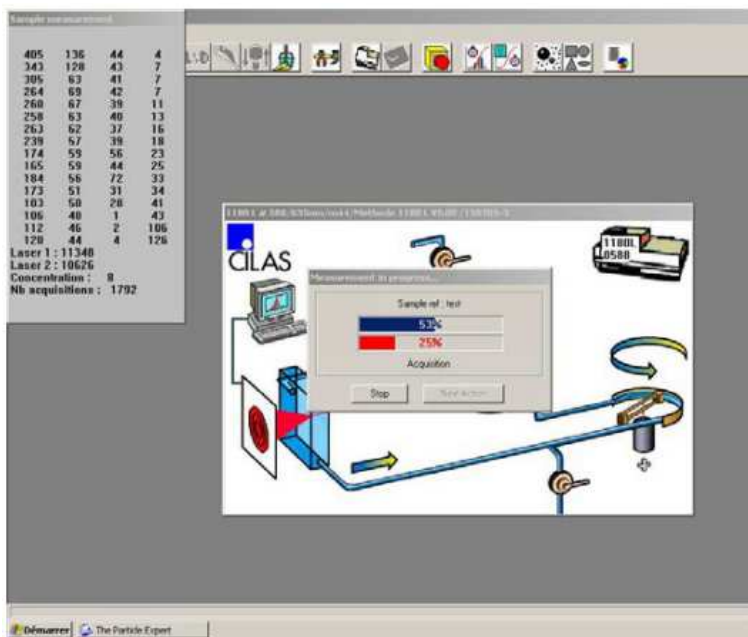 Sample measurement
405 136 44 4
343 128 43 7
305 63 41 7
264 69 42 7
260 67 39 11
258 63 40 13
263 62 37 16
239 57 39 18
174 59 56 23
165 59 44 25
184 56 72 33
173 51 31 34
103 50 28 41
106 40 1 43
112 46 2 106
120 44 4 126
Laser 1 : 11348
Laser 2 : 10626
Concentration : 8
Nb acquisitions : 1792
CILAS
1180L
0588
Measurement in progress...
Sample ref : test
53%
25%
Acquisition
Stop
Démarrer
The Particle Expert